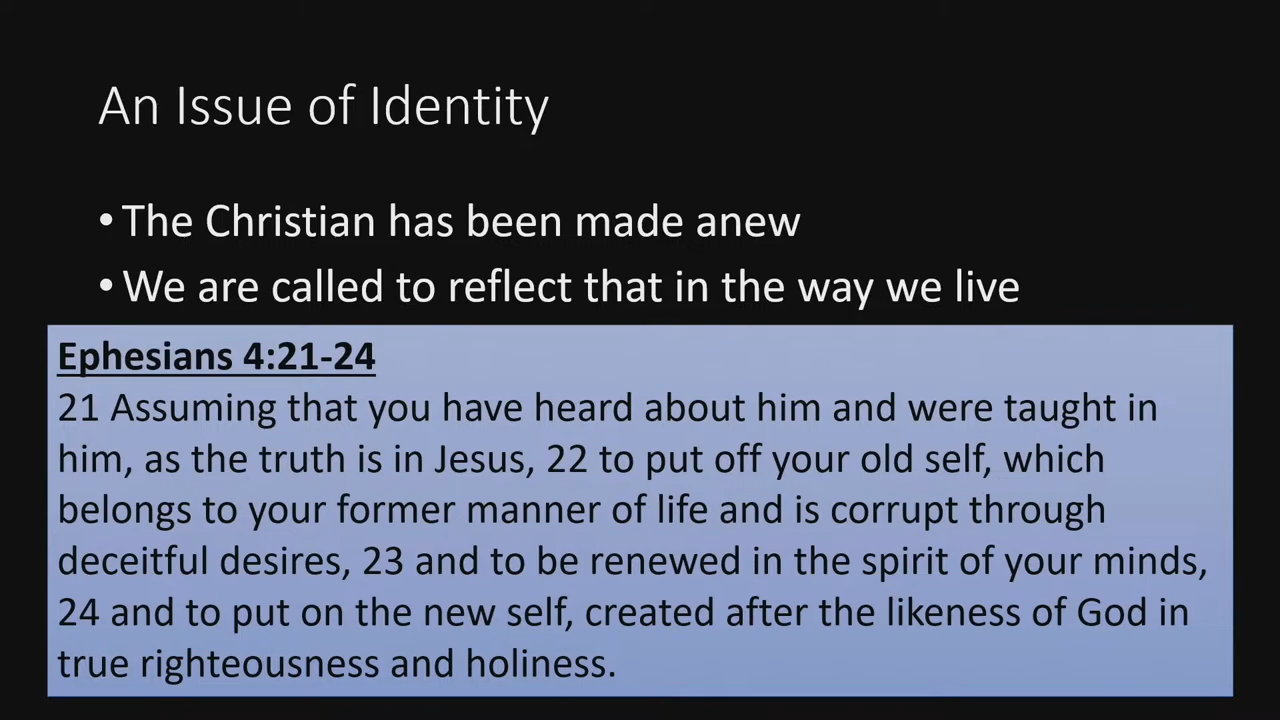 An Issue of Identity
• The Christian has been made anew
• We are called to reflect that in the way we live
Ephesians 4:21-24
21 Assuming that you have heard about him and were taught in
him, as the truth is in Jesus, 22 to put off your old self, which
belongs to your former manner of life and is corrupt through
deceitful desires, 23 and to be renewed in the spirit of your minds,
24 and to put on the new self, created after the likeness of God in
true righteousness and holiness.